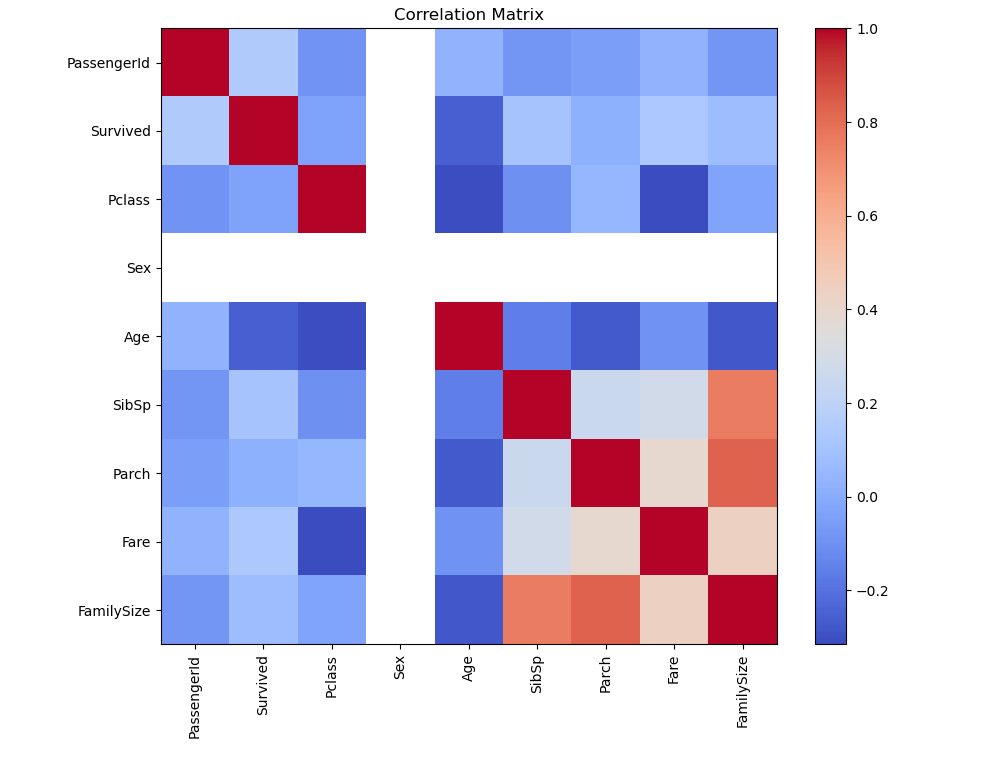 Correlation Matrix
PassengerId
Survived
Pclass
Sex
Age
SibSp
Parch
Fare
FamilySize
PassengerId
Survived
Pclass
Sex
Age
SibSp
Parch
Fare
FamilySize
1.0
0.8
0.6
0.4
0.2
0.0
−0.2